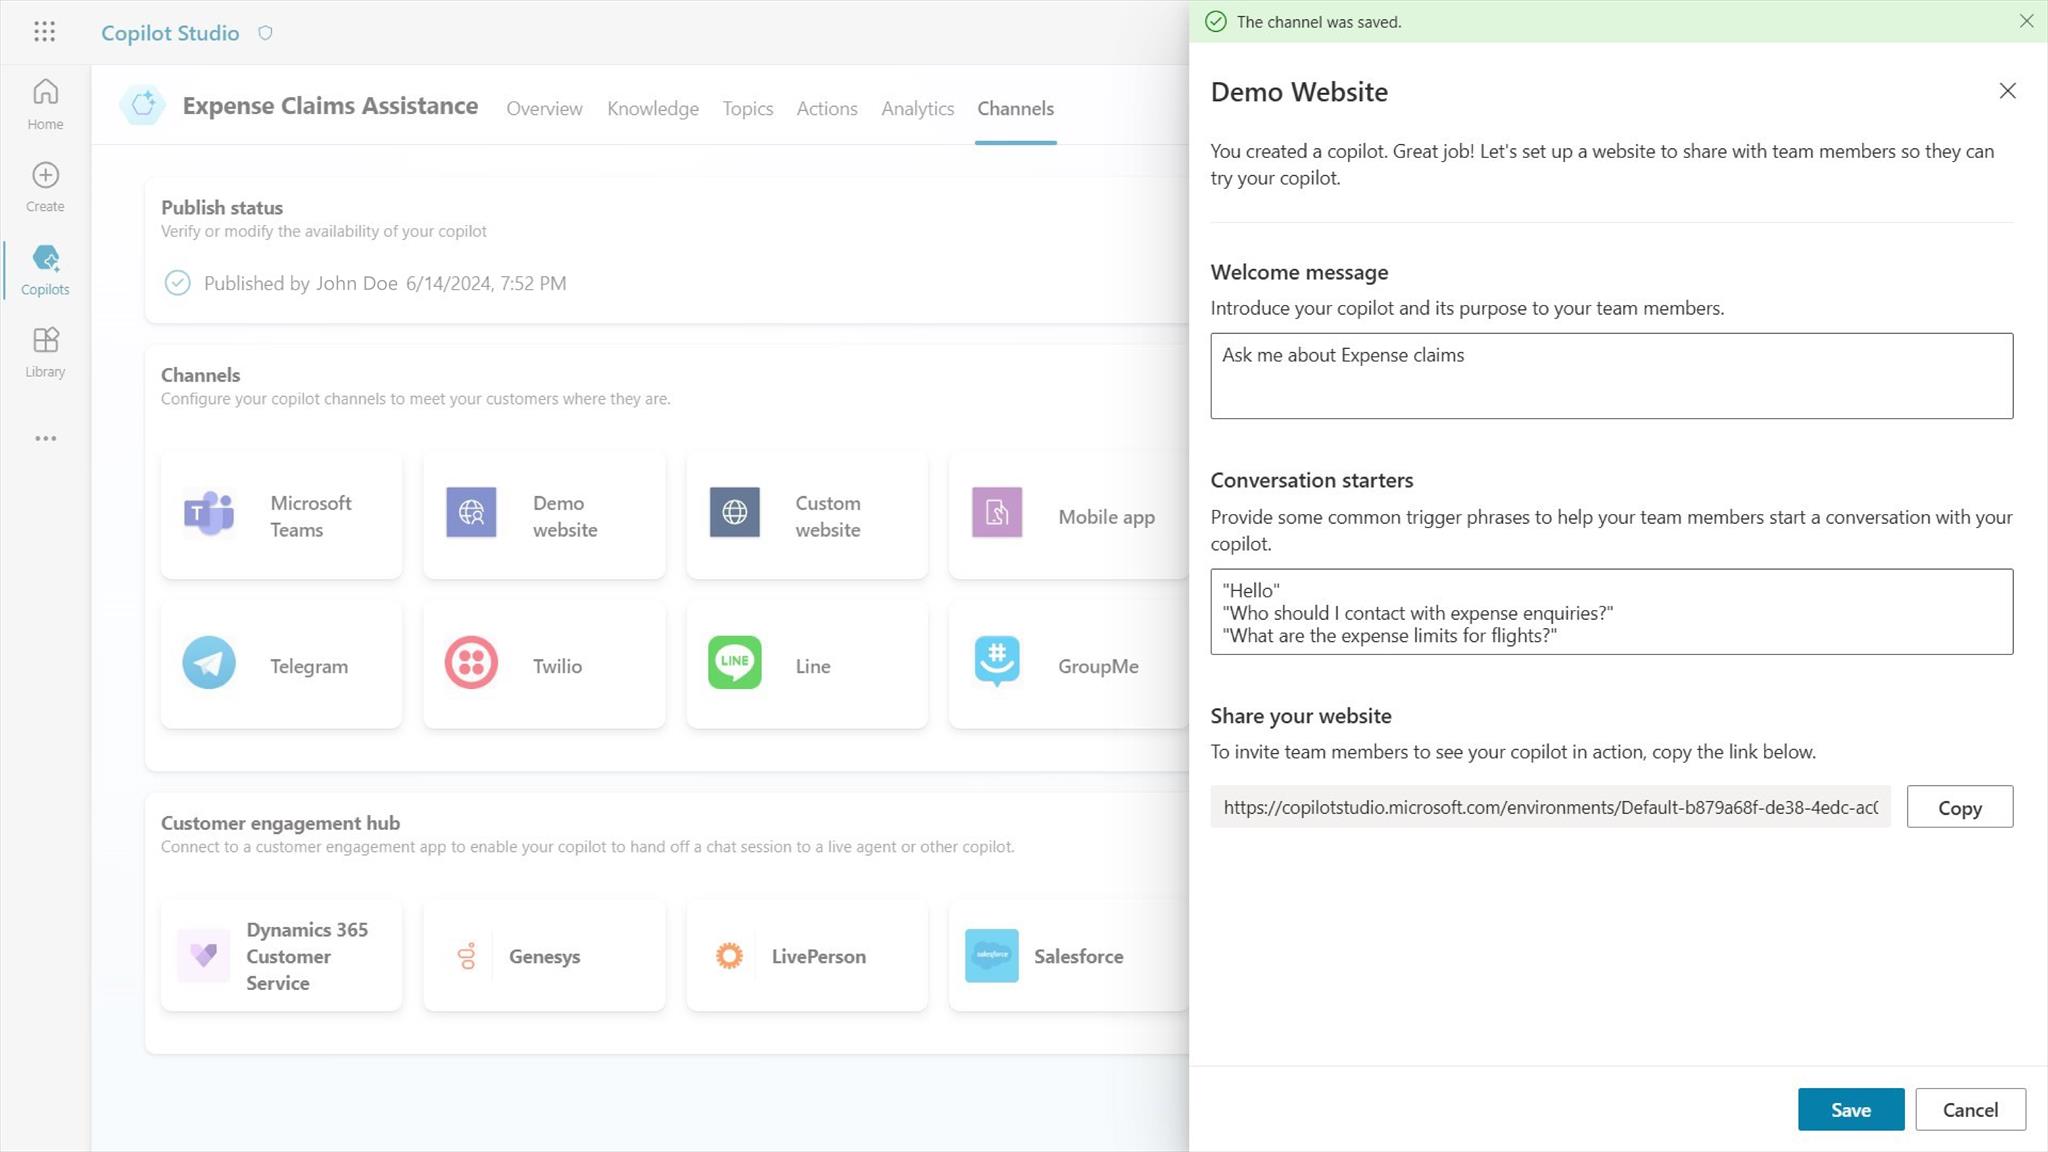 Copilot Studio
Home
Create
Copilots
Library
Expense Claims Assistance
Overview
Knowledge
Topics
Actions
Analytics
Channels
Publish status
Verify or modify the availability of your copilot
Published by John Doe 6/14/2024, 7:52 PM
Channels
Configure your copilot channels to meet your customers where they are.
T
Microsoft
Teams
Demo
website
Custom
website
Mobile app
Telegram
Twilio
LINE
Line
#
GroupMe
Customer engagement hub
Connect to a customer engagement app to enable your copilot to hand off a chat session to a live agent or other copilot.
Dynamics 365
Customer
Service
Genesys
LivePerson
salesforce
Salesforce
The channel was saved.
Demo Website
You created a copilot. Great job! Let's set up a website to share with team members so they can
try your copilot.
Welcome message
Introduce your copilot and its purpose to your team members.
Ask me about Expense claims
Conversation starters
Provide some common trigger phrases to help your team members start a conversation with your
copilot.
"Hello"
"Who should I contact with expense enquiries?"
"What are the expense limits for flights?"
Share your website
To invite team members to see your copilot in action, copy the link below.
https://copilotstudio.microsoft.com/environments/Default-b879a68f-de38-4edc-ac0
Copy
Save
Cancel